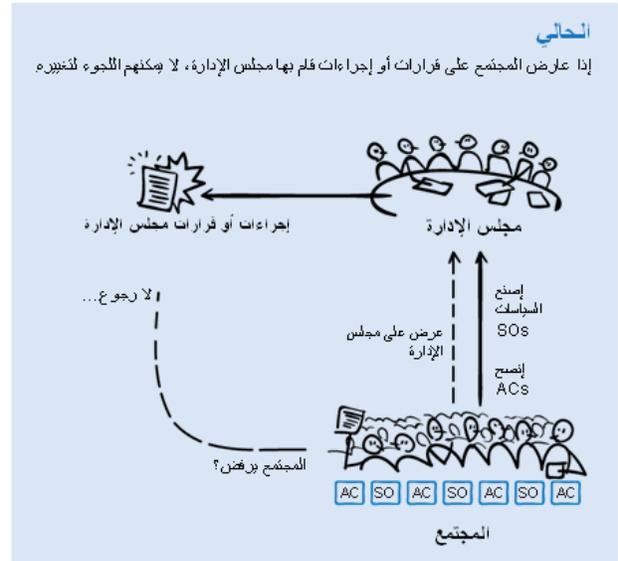 الحالي
إذا عارض المجتمع على قرارات أو إجراءات قام بها مجلس الإدارة، لا يمكنهم اللجوء لتغييره.
مجلس الإدارة
إجراءات أو قرارات مجلس الإدارة
لا رجوع...
إصنع
السياسات
SOs
عرض على مجلس
الإدارة
إنصح
ACs
المجتمع يرفض؟
AC SO AC SO AC SO AC
المجتمع